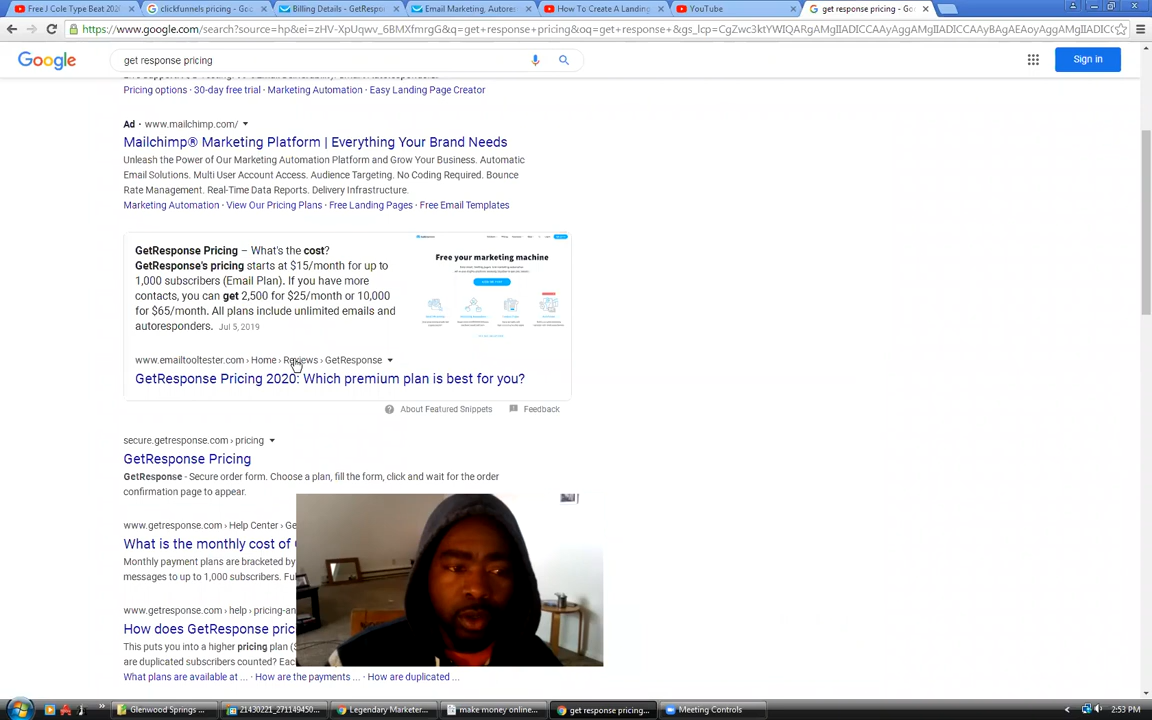 Free J Cole Type Beat 2020
clickfunnels pricing - Goo
Billing Details - GetRespo
Email Marketing, Autores
How To Create A Landing
YouTube
get response pricing - Go
https://www.google.com/search?source=hp&ei=
Google
get response pricing
Sign in
Pricing options · 30-day free trial · Marketing Automation · Easy Landing Page Creator
Ad · www.mailchimp.com/
Mailchimp® Marketing Platform | Everything Your Brand Needs
Unleash the Power of Our Marketing Automation Platform and Grow Your Business. Automatic
Email Solutions. Multi User Account Access. Audience Targeting. No Coding Required. Bounce
Rate Management. Real-Time Data Reports. Delivery Infrastructure.
Marketing Automation · View Our Pricing Plans · Free Landing Pages · Free Email Templates
GetResponse Pricing – What's the cost?
GetResponse's pricing starts at $15/month for up to
1,000 subscribers (Email Plan). If you have more
contacts, you can get 2,500 for $25/month or 10,000
for $65/month. All plans include unlimited emails and
autoresponders. Jul 5, 2019
Free your marketing machine
www.emailtooltester.com › Home › Reviews › GetResponse
GetResponse Pricing 2020: Which premium plan is best for you?
About Featured Snippets
Feedback
secure.getresponse.com › pricing
GetResponse Pricing
GetResponse - Secure order form. Choose a plan, fill the form, click and wait for the order
confirmation page to appear.
www.getresponse.com › Help Center › Ge
What is the monthly cost of
Monthly payment plans are bracketed by
messages to up to 1,000 subscribers. Fu
www.getresponse.com › help › pricing-an
How does GetResponse pric
This puts you into a higher pricing plan (S
are duplicated subscribers counted? Eac
What plans are available at ... · How are the payments ... · How are duplicated ...
Glenwood Springs ...
21430221_271149450...
Legendary Marketer...
make money online...
get response pricing...
Meeting Controls
2:53 PM